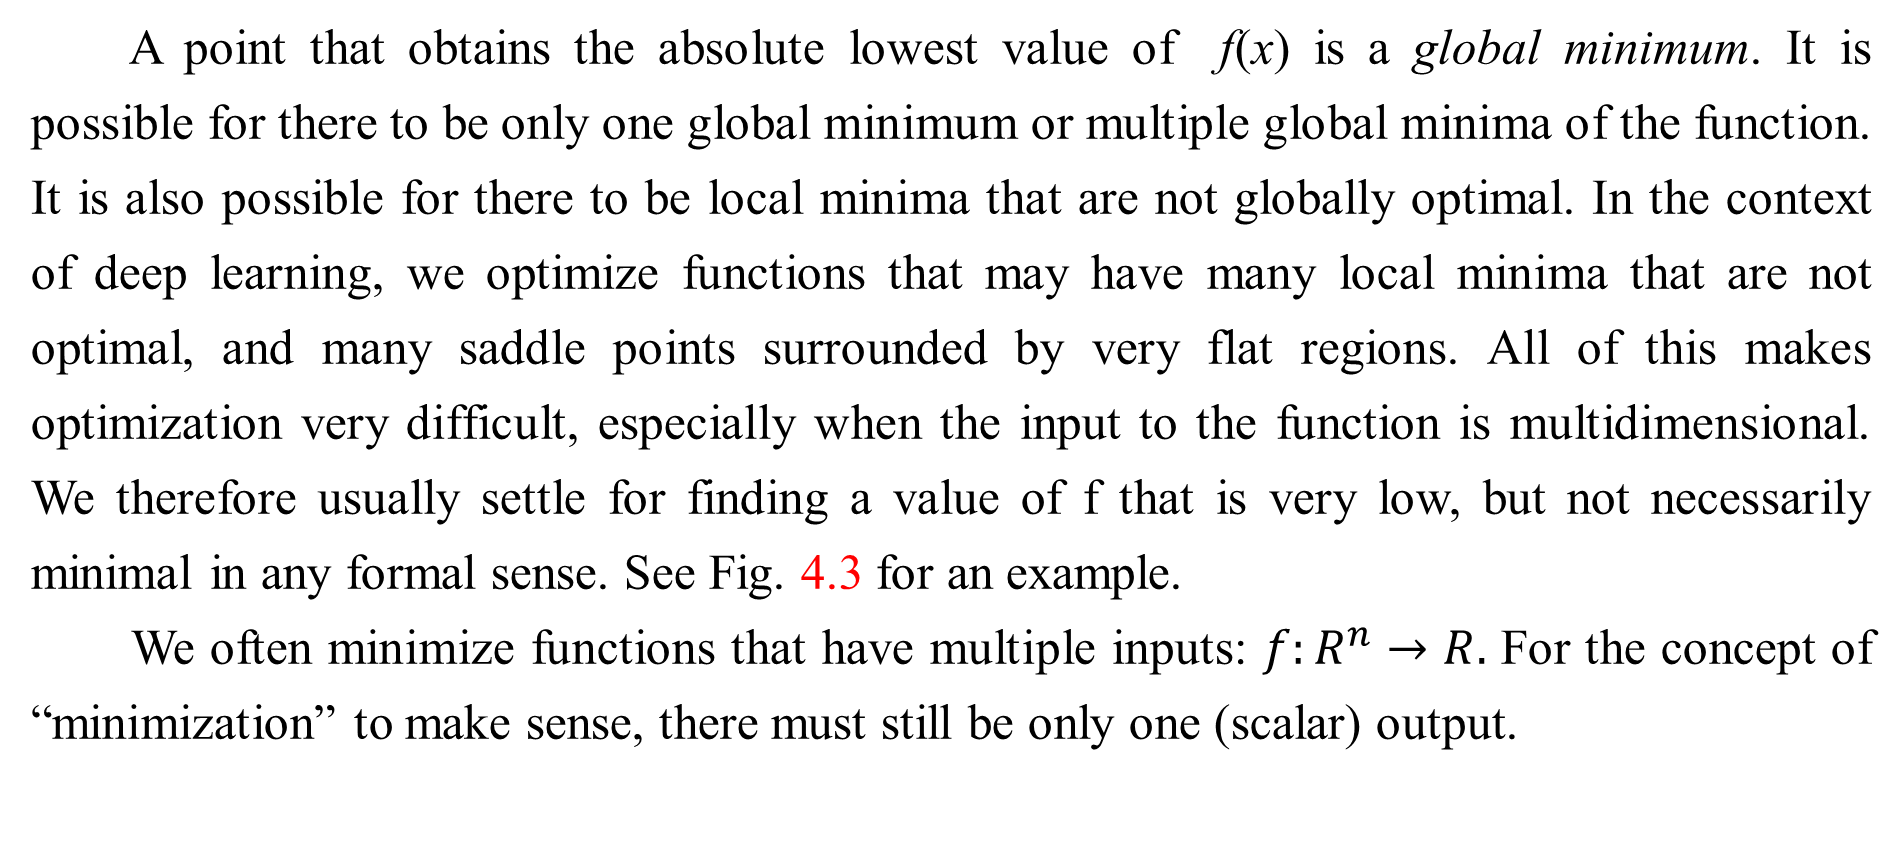 A point that obtains the absolute lowest value of f(x) is a global minimum. It is
possible for there to be only one global minimum or multiple global minima of the function.
It is also possible for there to be local minima that are not globally optimal. In the context
of deep learning, we optimize functions that may have many local minima that are not
optimal, and many saddle points surrounded by very flat regions. All of this makes
optimization very difficult, especially when the input to the function is multidimensional.
We therefore usually settle for finding a value of f that is very low, but not necessarily
minimal in any formal sense. See Fig. 4.3 for an example.
We often minimize functions that have multiple inputs: f: Rⁿ → R. For the concept of
“minimization” to make sense, there must still be only one (scalar) output.